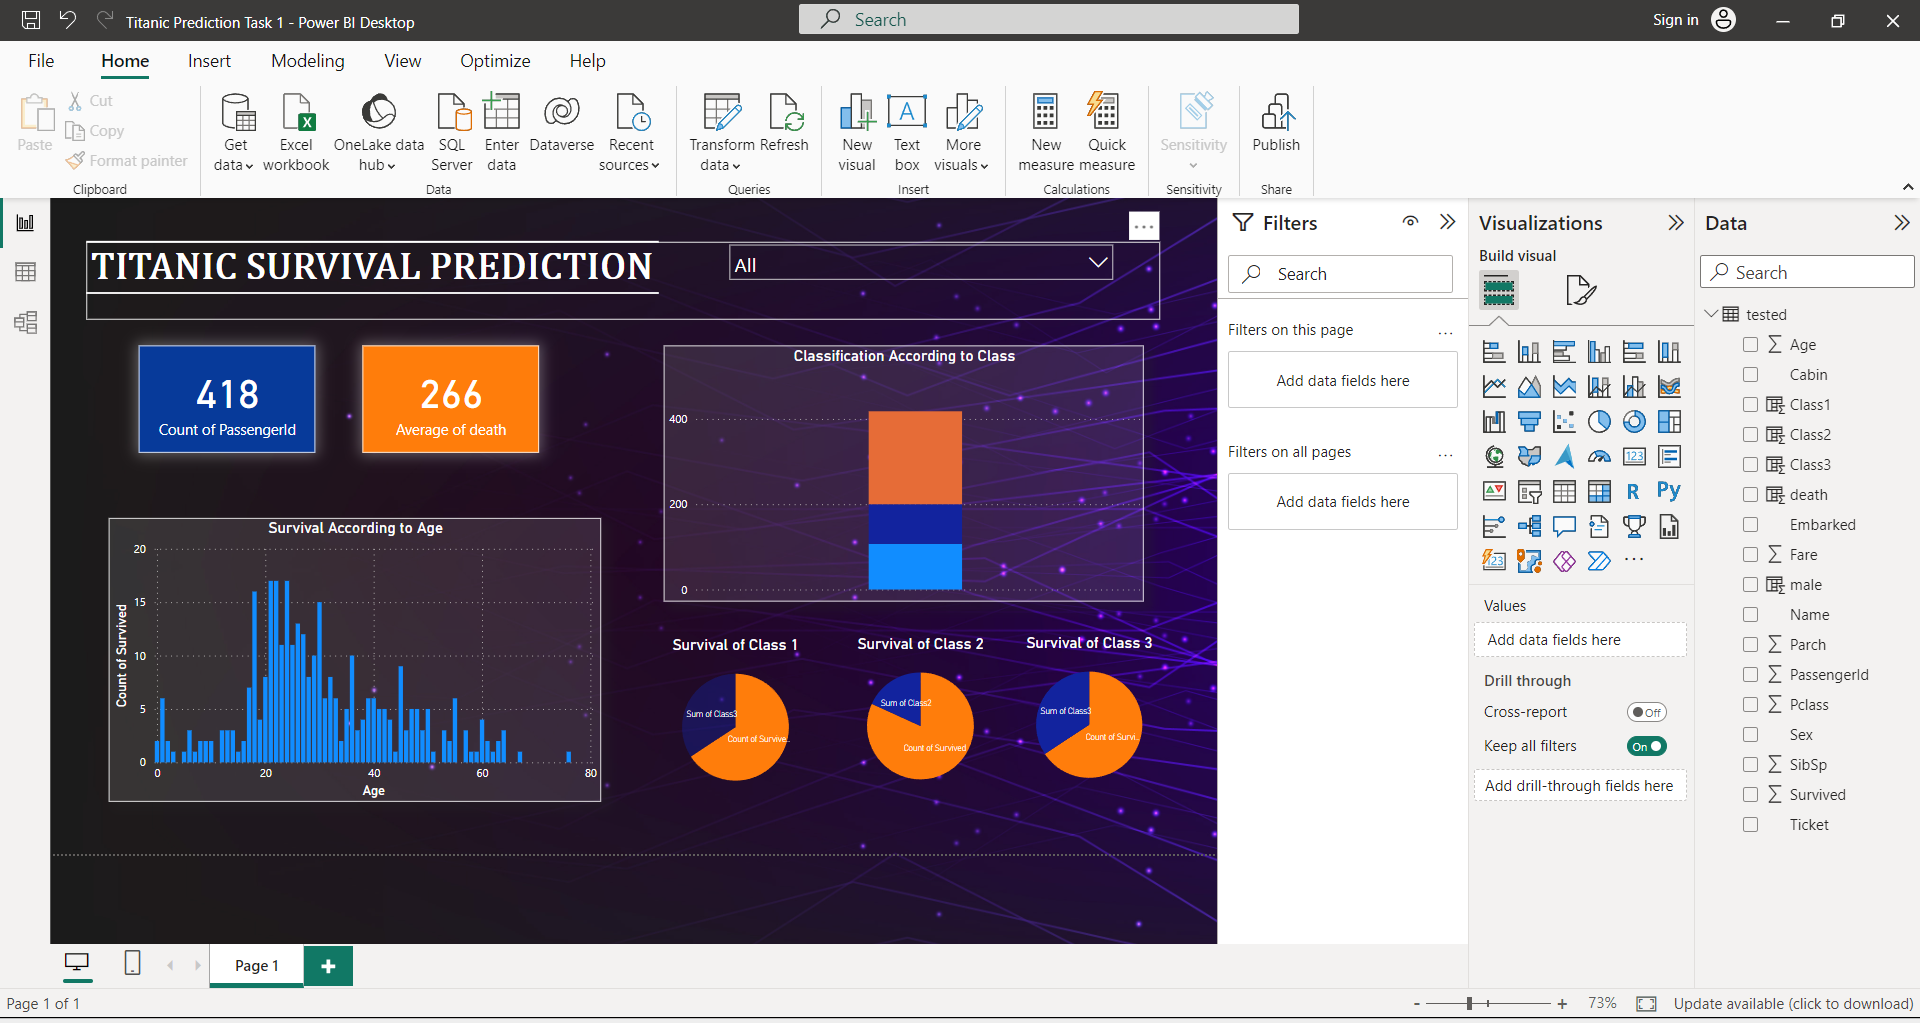 Titanic Prediction Task 1 - Power BI Desktop
Search
Sign in
File Home Insert Modeling View Optimize Help
Paste
Cut
Copy
Format painter
Clipboard
Get data
Excel workbook
OneLake data hub
SQL Server
Enter data
Dataverse
Recent sources
Data
Transform data
Refresh
Queries
New visual
A
Text box
More visuals
Insert
New measure
Quick measure
Calculations
Sensitivity
Sensitivity
Publish
Share
TITANIC SURVIVAL PREDICTION
All
418
Count of PassengerId
266
Average of death
Classification According to Class
400
200
0
Survival According to Age
20
15
10
5
0
Count of Survived
0 20 40 60 80
Age
Survival of Class 1
Sum of Class3
Count of Survive...
Survival of Class 2
Sum of Class2
Count of Survived
Survival of Class 3
Sum of Class3
Count of Survi...
Filters
Search
Filters on this page
Add data fields here
Filters on all pages
Add data fields here
Visualizations
Build visual
123
R Py
123
Values
Add data fields here
Drill through
Cross-report Off
Keep all filters On
Add drill-through fields here
Data
Search
tested
Age
Cabin
Class1
Class2
Class3
death
Embarked
Fare
male
Name
Parch
PassengerId
Pclass
Sex
SibSp
Survived
Ticket
Page 1
Page 1 of 1
- + 73%
Update available (click to download)